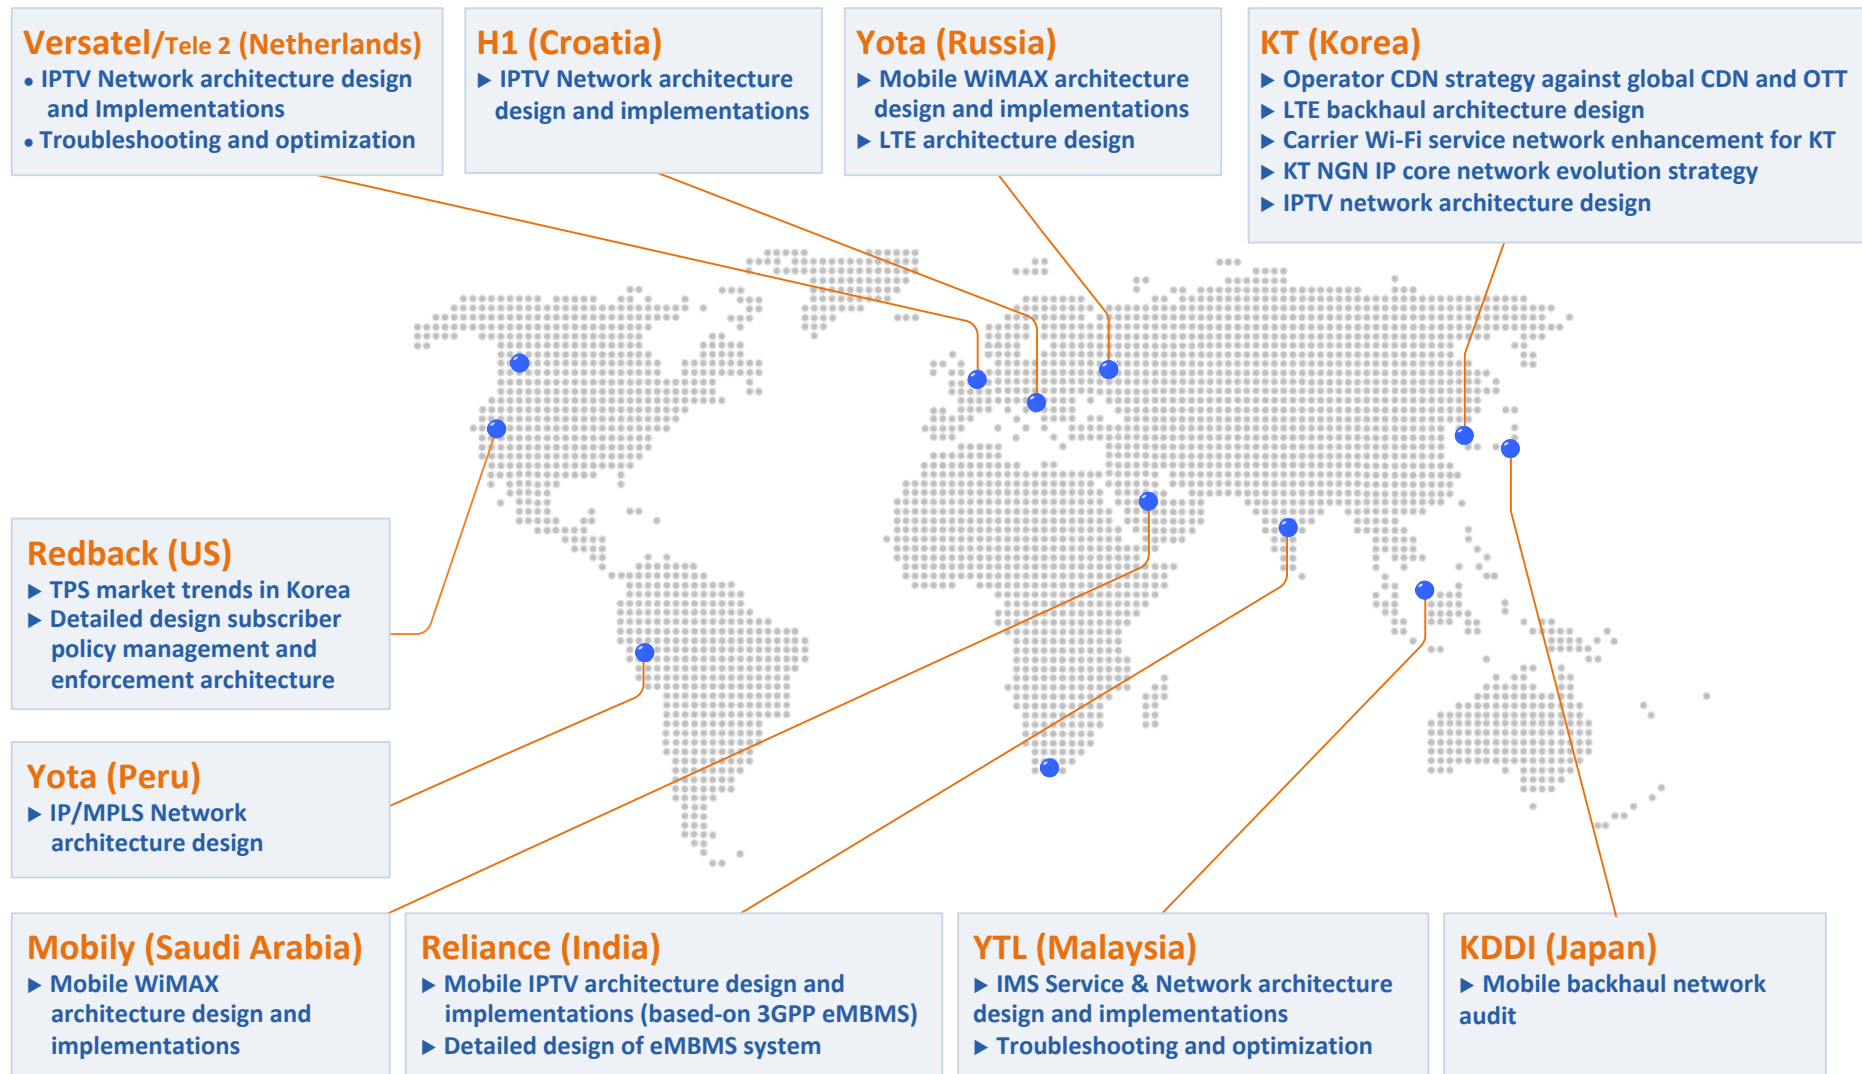 Versatel/Tele 2 (Netherlands)
• IPTV Network architecture design
and Implementations
• Troubleshooting and optimization
H1 (Croatia)
▶ IPTV Network architecture
design and implementations
Yota (Russia)
▶ Mobile WiMAX architecture
design and implementations
▶ LTE architecture design
KT (Korea)
▶ Operator CDN strategy against global CDN and OTT
▶ LTE backhaul architecture design
▶ Carrier Wi-Fi service network enhancement for KT
▶ KT NGN IP core network evolution strategy
▶ IPTV network architecture design
Redback (US)
▶ TPS market trends in Korea
▶ Detailed design subscriber
policy management and
enforcement architecture
Yota (Peru)
▶ IP/MPLS Network
architecture design
Mobily (Saudi Arabia)
▶ Mobile WiMAX
architecture design and
implementations
Reliance (India)
▶ Mobile IPTV architecture design and
implementations (based-on 3GPP eMBMS)
▶ Detailed design of eMBMS system
YTL (Malaysia)
▶ IMS Service & Network architecture
design and implementations
▶ Troubleshooting and optimization
KDDI (Japan)
▶ Mobile backhaul network
audit